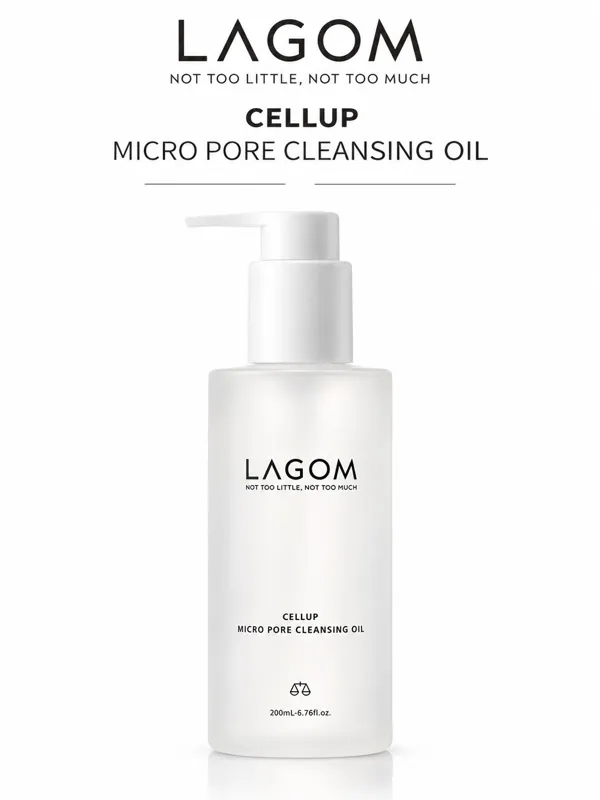 LAGOM
NOT TOO LITTLE, NOT TOO MUCH
CELLUP
MICRO PORE CLEANSING OIL
LAGOM
NOT TOO LITTLE, NOT TOO MUCH
CELLUP
MICRO PORE CLEANSING OIL
200mL-6.76fl.oz.